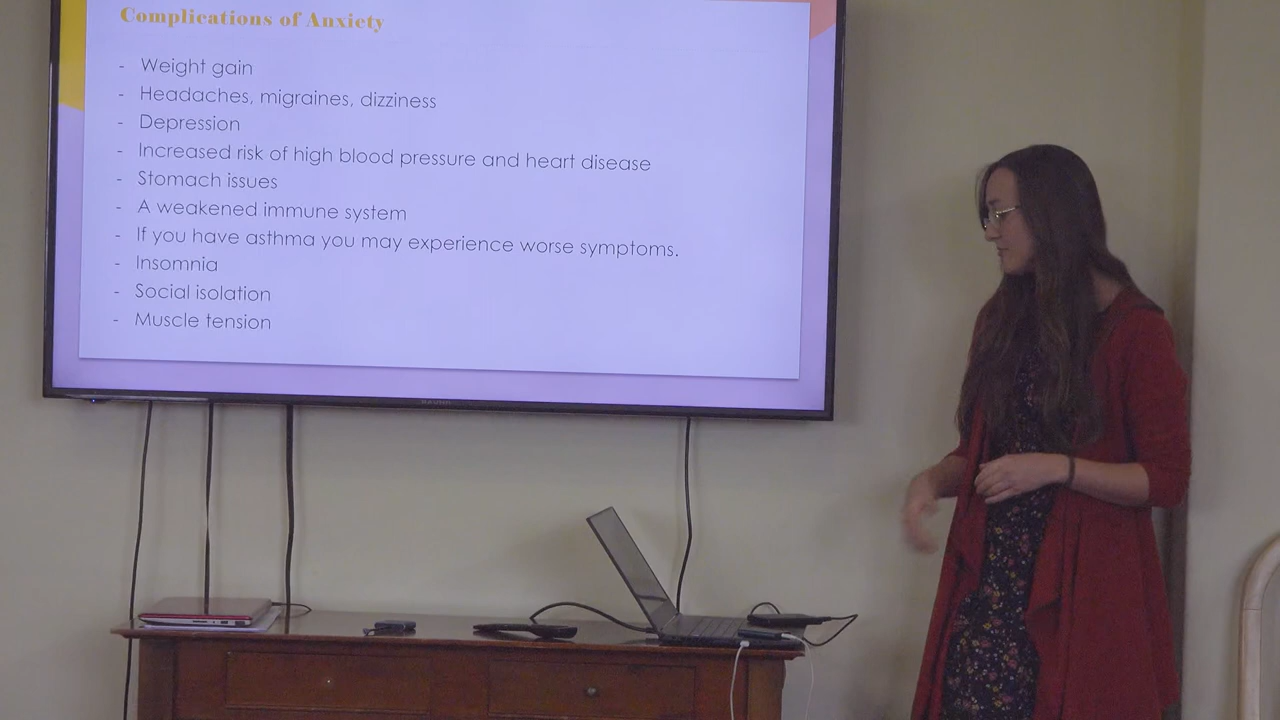 Complications of Anxiety
- Weight gain
- Headaches, migraines, dizziness
- Depression
- Increased risk of high blood pressure and heart disease
- Stomach issues
- A weakened immune system
- If you have asthma you may experience worse symptoms.
- Insomnia
- Social isolation
- Muscle tension